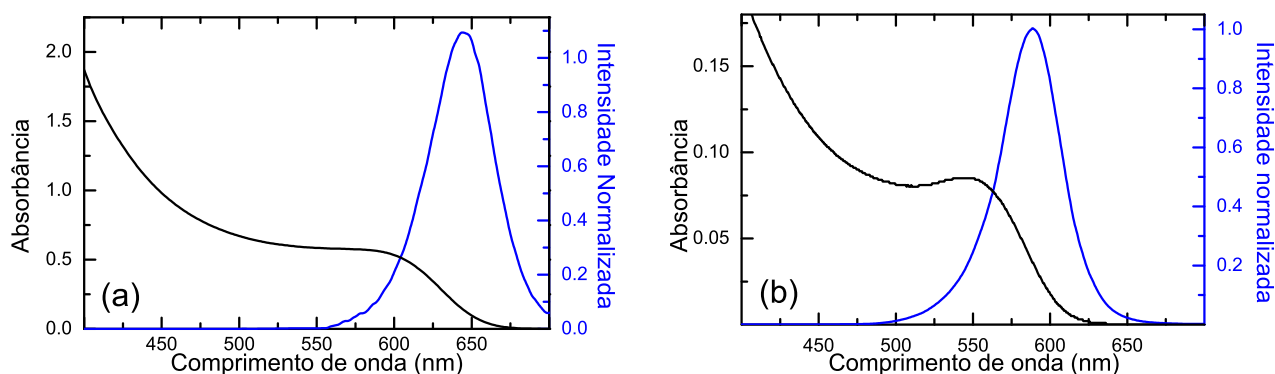 2.0
1.5
1.0
0.5
0.0
Absorbância
(a)
450 500 550 600 650
Comprimento de onda (nm)
1.0
0.8
0.6
0.4
0.2
0.0
Intensidade Normalizada
0.15
0.10
0.05
Absorbância
(b)
450 500 550 600 650
Comprimento de onda (nm)
1.0
0.8
0.6
0.4
0.2
0.0
Intensidade normalizada